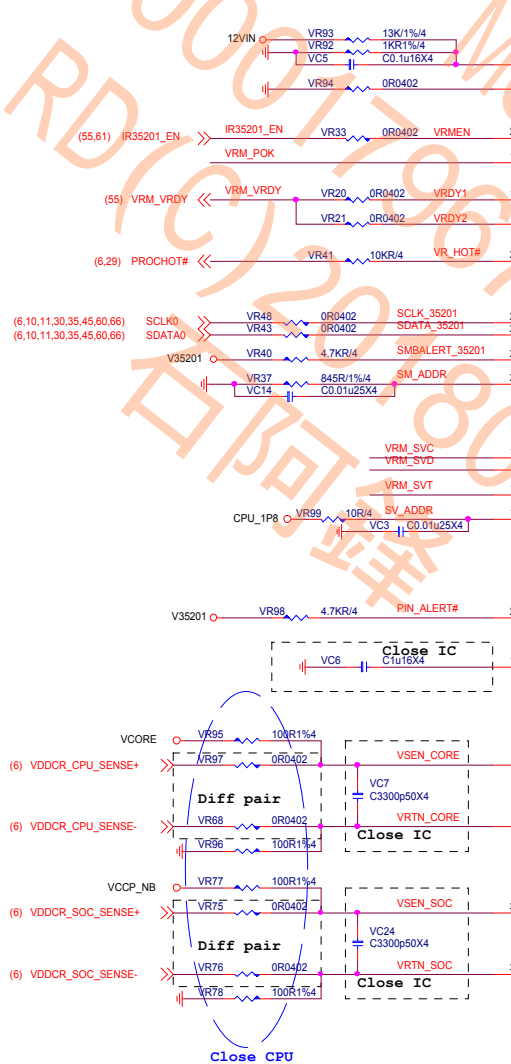 12VIN VR93 13K/1%/4
VR92 1KR1%/4
VC5 C0.1u16X4
VR94 0R0402
(55,61) IR35201_EN IR35201_EN VR33 0R0402 VRMEN
VRM_POK
(55) VRM_VRDY VRM_VRDY VR20 0R0402 VRDY1
VR21 0R0402 VRDY2
(6,29) PROCHOT# VR41 10KR/4 VR_HOT#
(6,10,11,30,35,45,60,66) SCLK0 VR48 0R0402 SCLK_35201
(6,10,11,30,35,45,60,66) SDATA0 VR43 0R0402 SDATA_35201
V35201 VR40 4.7KR/4 SMBALERT_35201
VR37 845R/1%/4 SM_ADDR
VC14 C0.01u25X4
VRM_SVC
VRM_SVD
VRM_SVT
CPU_1P8 VR99 10R/4 SV_ADDR
VC3 C0.01u25X4
V35201 VR98 4.7KR/4 PIN_ALERT#
Close IC
VC6 C1u16X4
VCORE VR95 100R1%4
(6) VDDCR_CPU_SENSE+ VR97 0R0402 VSEN_CORE
Diff pair VC7
C3300p50X4
(6) VDDCR_CPU_SENSE- VR68 0R0402 VRTN_CORE
Close IC
VR96 100R1%4
VCCP_NB VR77 100R1%4
(6) VDDCR_SOC_SENSE+ VR75 0R0402 VSEN_SOC
Diff pair VC24
C3300p50X4
(6) VDDCR_SOC_SENSE- VR76 0R0402 VRTN_SOC
Close IC
VR78 100R1%4
Close CPU
RD(C)20180
石阿鋒